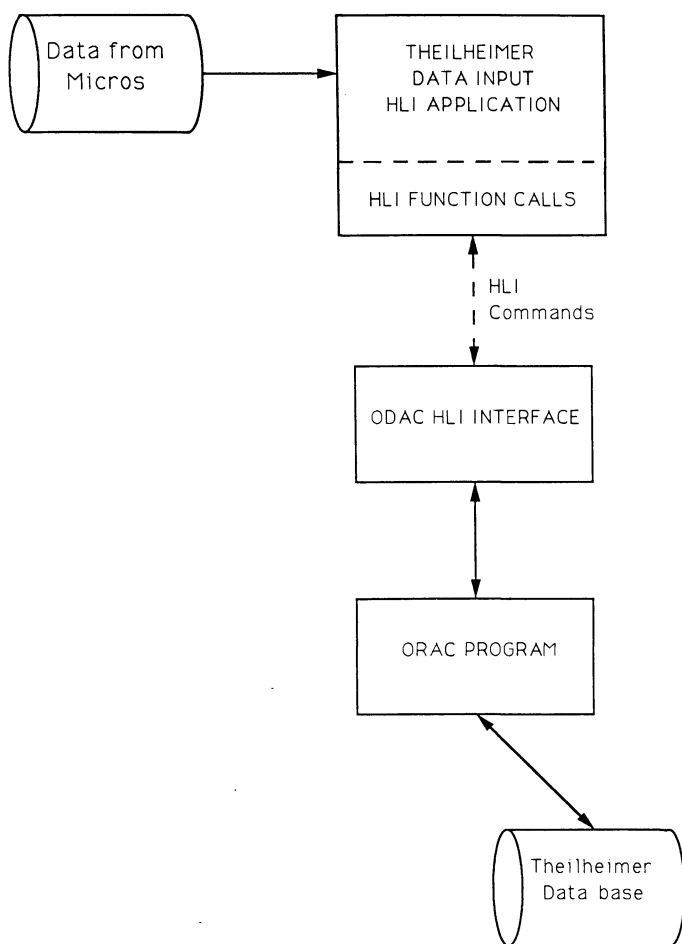 Data from
Micros
THEILHEIMER
DATA INPUT
HLI APPLICATION
HLI FUNCTION CALLS
HLI
Commands
ODAC HLI INTERFACE
ORAC PROGRAM
Theilheimer
Data base